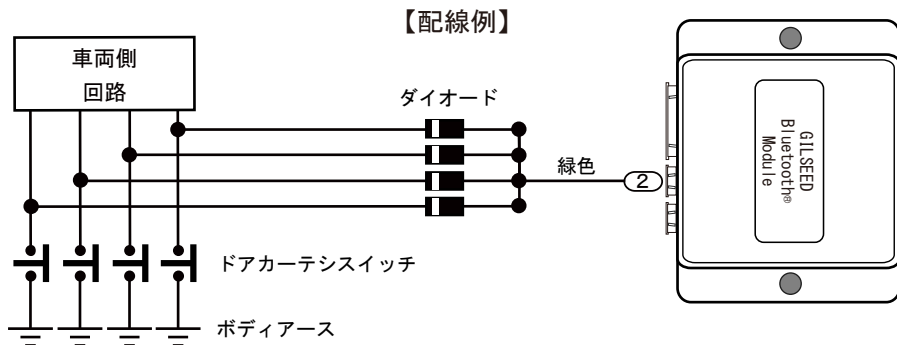 【配線例】
車両側
回路
ダイオード
緑色
2
GILSEED
Bluetooth®
Module
ドアカーテシスイッチ
ボディアース